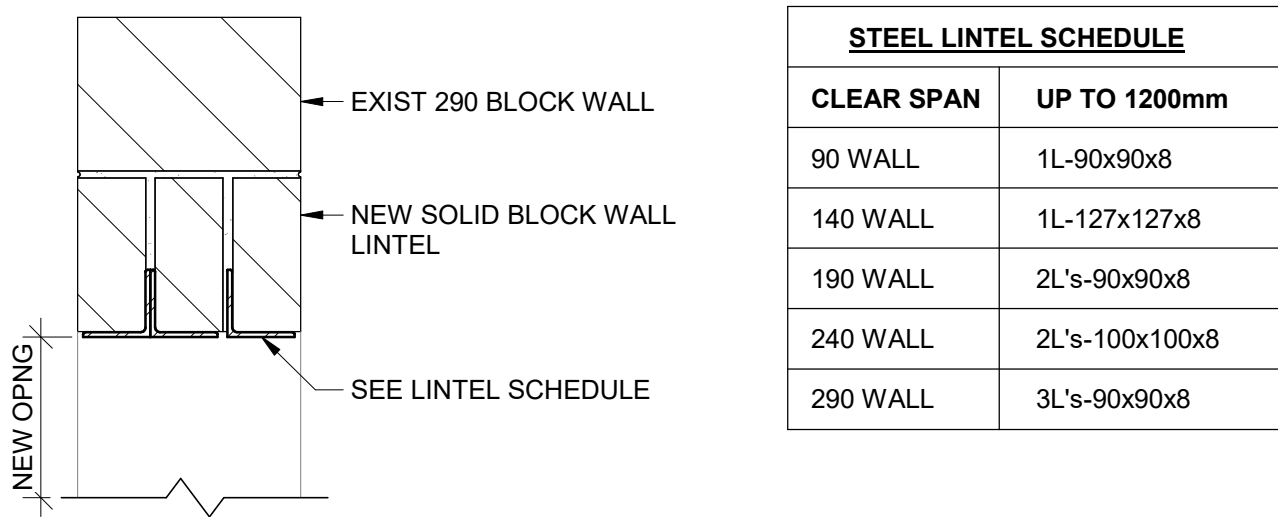 EXIST 290 BLOCK WALL
NEW SOLID BLOCK WALL
LINTEL
SEE LINTEL SCHEDULE
NEW OPNG
STEEL LINTEL SCHEDULE
CLEAR SPAN UP TO 1200mm
90 WALL 1L-90x90x8
140 WALL 1L-127x127x8
190 WALL 2L's-90x90x8
240 WALL 2L's-100x100x8
290 WALL 3L's-90x90x8